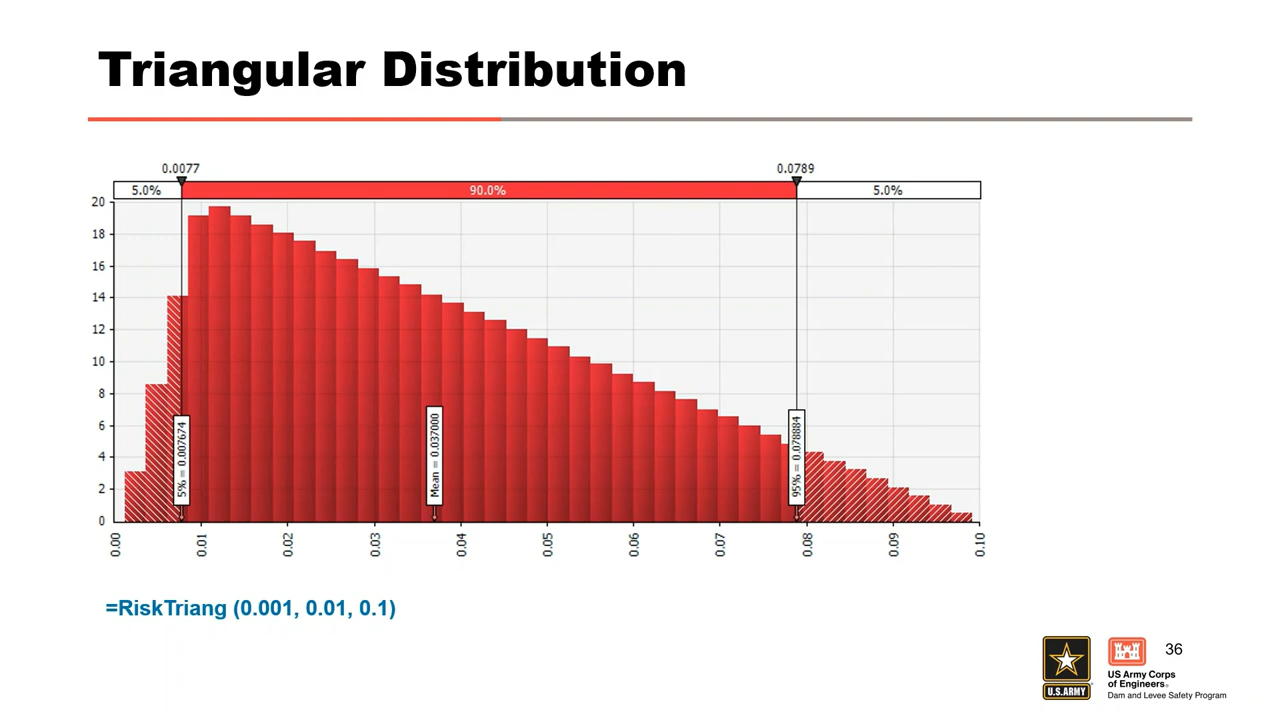 Triangular Distribution
0.0077 0.0789
5.0% 90.0% 5.0%
20
18
16
14
12
10
8
6
4
2
0
5% = 0.007674
Mean = 0.037000
95% = 0.078884
0.00 0.01 0.02 0.03 0.04 0.05 0.06 0.07 0.08 0.09 0.10
=RiskTriang (0.001, 0.01, 0.1)
U.S.ARMY
36
US Army Corps
of Engineers®
Dam and Levee Safety Program